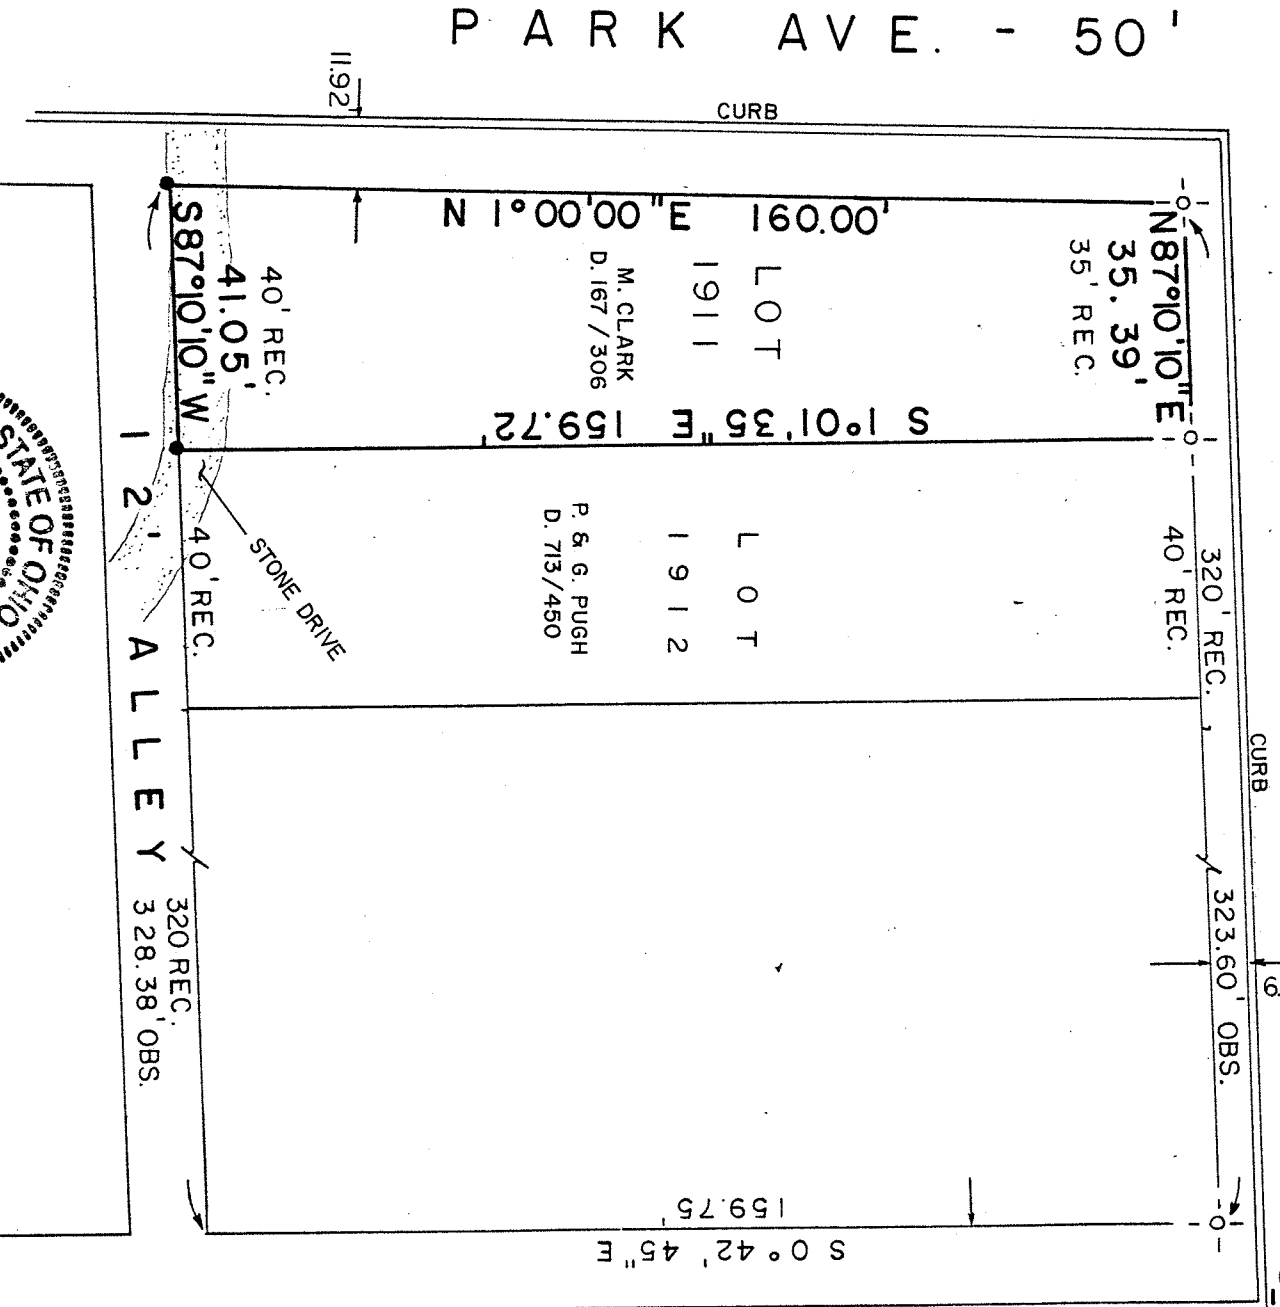 PARK AVE. - 50'
11.92'
CURB
N 1°00'00" E 160.00'
N87°10'10"E
35.39'
35' REC.
LOT
1911
M. CLARK
D. 167/306
40' REC.
41.05'
S87°10'10" W
S 1°01'35"E 159.72'
LOT
1912
P. & G. PUGH
D. 713/450
STONE DRIVE
40' REC.
40' REC.
320' REC.
323.60' OBS.
CURB
12' ALLEY
320 REC.
328.38' OBS.
159.75'
S 0°42'45"E
STATE OF OHIO
6